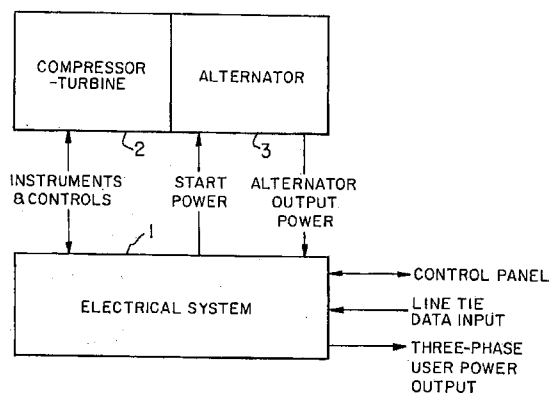 COMPRESSOR
-TURBINE
ALTERNATOR
2
3
INSTRUMENTS
& CONTROLS
START
POWER
ALTERNATOR
OUTPUT
POWER
1
ELECTRICAL SYSTEM
CONTROL PANEL
LINE TIE
DATA INPUT
THREE-PHASE
USER POWER
OUTPUT